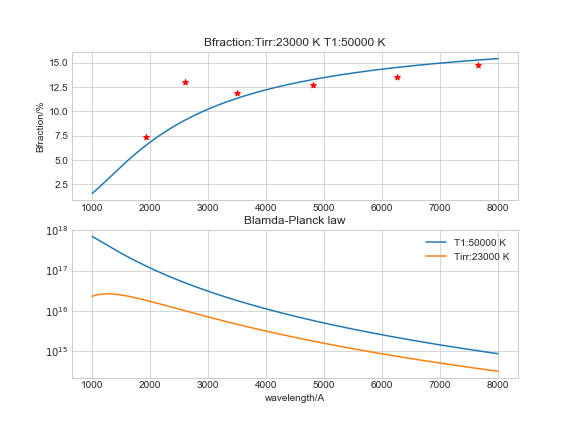 Bfraction:Tirr:23000 K T1:50000 K
15.0
12.5
10.0
7.5
5.0
2.5
Bfraction/%
1000 2000 3000 4000 5000 6000 7000 8000
Blamda-Planck law
10^18
10^17
10^16
10^15
T1:50000 K
Tirr:23000 K
1000 2000 3000 4000 5000 6000 7000 8000
wavelength/A